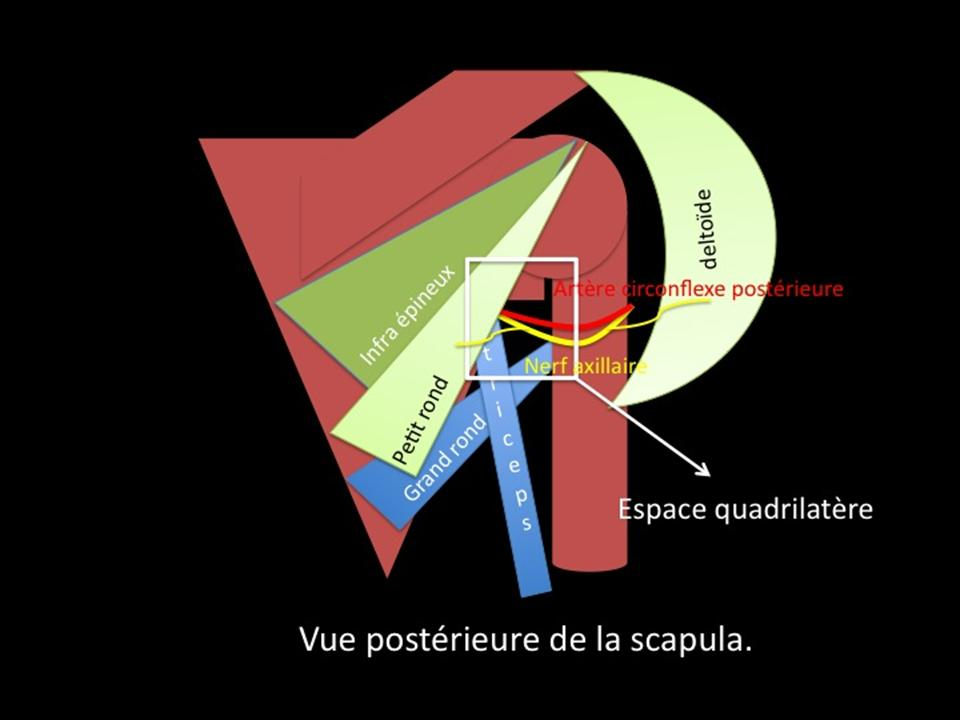 deltoïde
Artère circonflexe postérieure
Infra épineux
Nerf axillaire
Petit rond
Grand rond
triceps
Espace quadrilatère
Vue postérieure de la scapula.